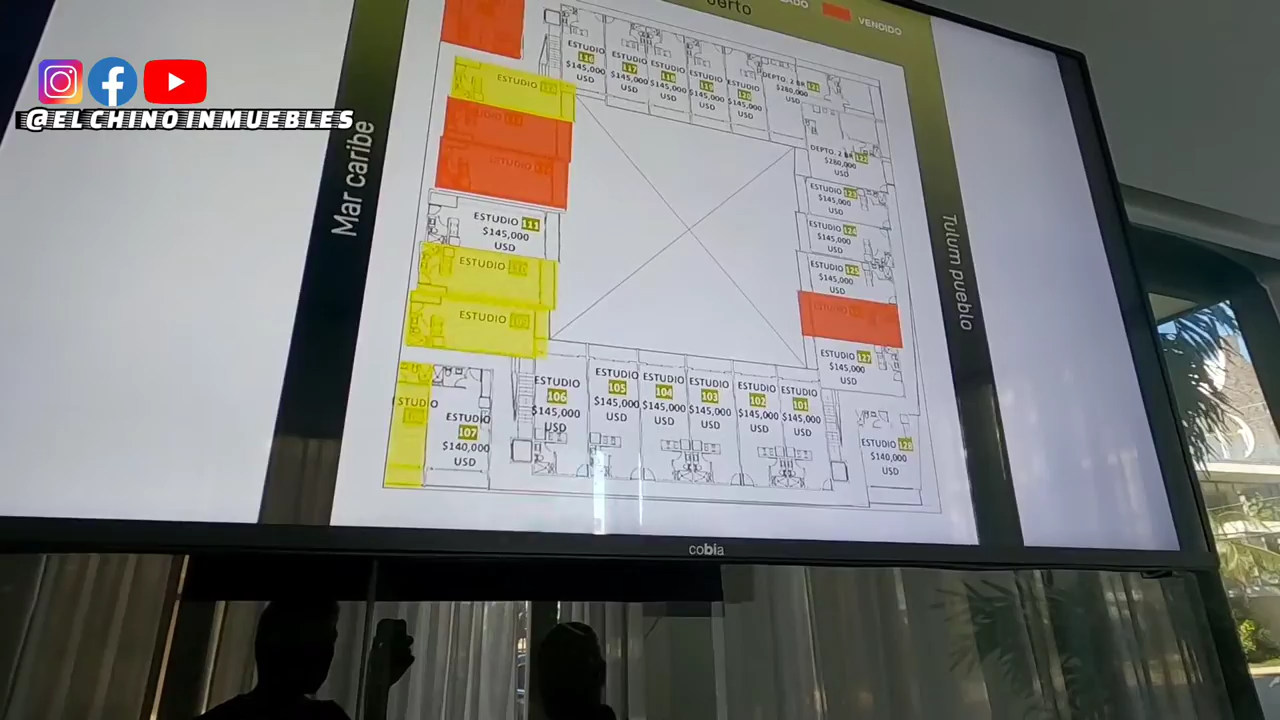 @ELCHINOINMUEBLES
VENDIDO
Mar caribe
Tulum pueblo
ESTUDIO 116
$145,000
USD
ESTUDIO 117
$145,000
USD
ESTUDIO 118
$145,000
USD
ESTUDIO 119
$145,000
USD
ESTUDIO 120
$145,000
USD
DEPTO. 2 BR
$280,000
USD
DEPTO. 2 BR 122
$280,000
USD
ESTUDIO 123
$145,000
USD
ESTUDIO
$145,000
USD
ESTUDIO 125
$145,000
USD
ESTUDIO 127
$145,000
USD
ESTUDIO 128
$140,000
USD
ESTUDIO
ESTUDIO
ESTUDIO 111
$145,000
USD
ESTUDIO
ESTUDIO
ESTUDIO
ESTUDIO
107
$140,000
USD
ESTUDIO
106
$145,000
USD
ESTUDIO
105
$145,000
USD
ESTUDIO
104
$145,000
USD
ESTUDIO
103
$145,000
USD
ESTUDIO
102
$145,000
USD
ESTUDIO
101
$145,000
USD
cobia